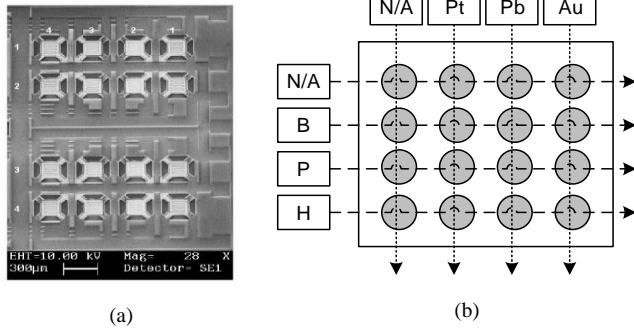 4 3 2 1
1
2
3
4
EHT=10.00 kV Mag= 28 X
300µm Detector= SE1
(a)
N/A Pt Pb Au
N/A
B
P
H
(b)